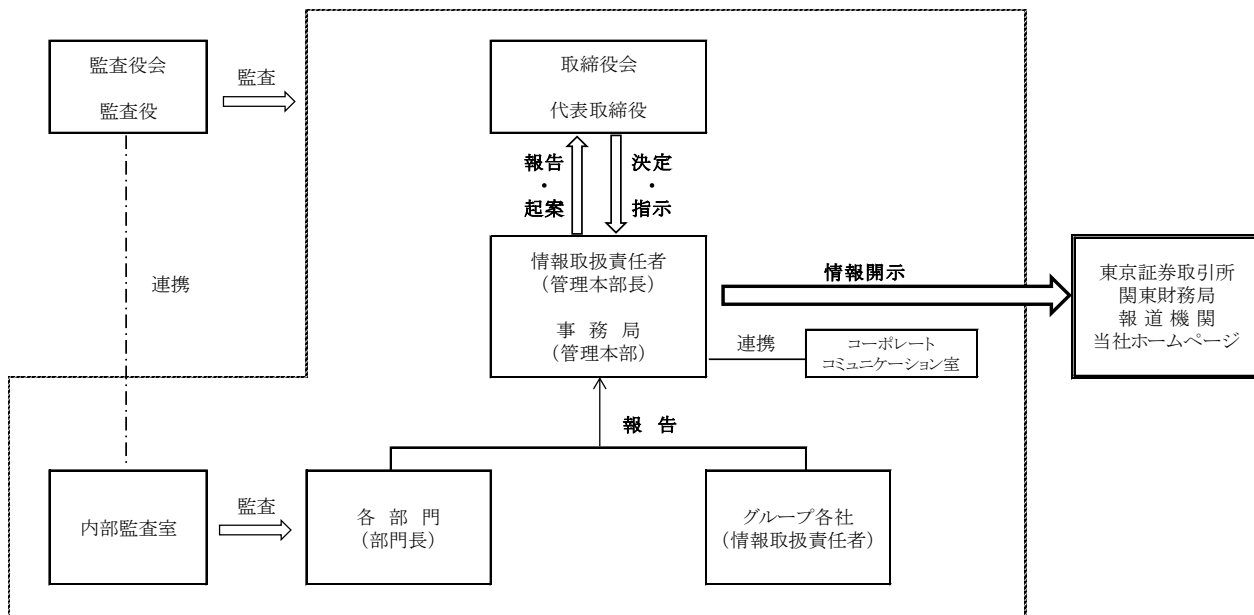 監査役会
監査役
監査
取締役会
代表取締役
報告
・
起案
決定
・
指示
連携
情報取扱責任者
（管理本部長）
事 務 局
（管理本部）
情報開示
東京証券取引所
関東財務局
報 道 機 関
当社ホームページ
連携
コーポレート
コミュニケーション室
報 告
内部監査室
監査
各 部 門
（部門長）
グループ各社
（情報取扱責任者）